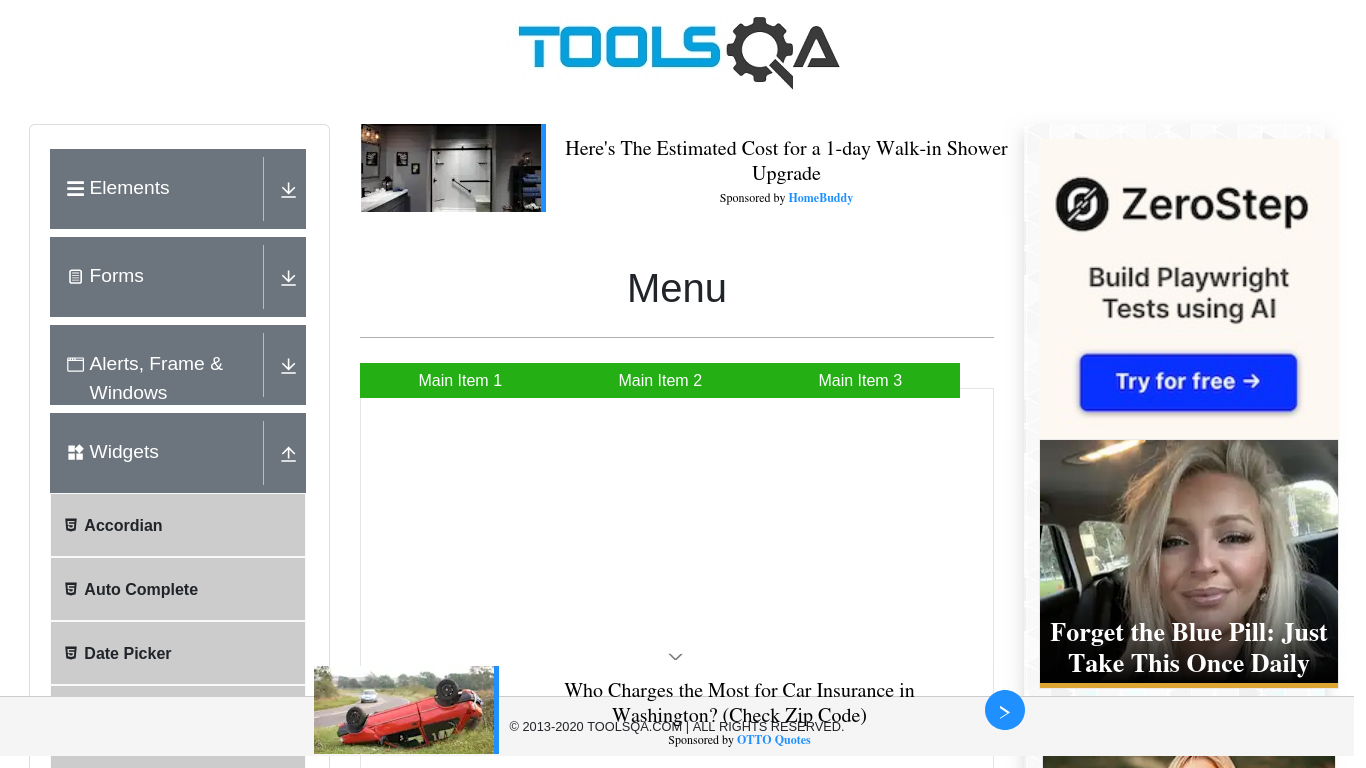 TOOLSQA
Elements
Forms
Alerts, Frame &
Windows
Widgets
Accordian
Auto Complete
Date Picker
Here's The Estimated Cost for a 1-day Walk-in Shower
Upgrade
Sponsored by HomeBuddy
Menu
Main Item 1
Main Item 2
Main Item 3
ZeroStep
Build Playwright
Tests using AI
Try for free →
Forget the Blue Pill: Just
Take This Once Daily
Who Charges the Most for Car Insurance in
Washington? (Check Zip Code)
© 2013-2020 TOOLSQA.COM | ALL RIGHTS RESERVED.
Sponsored by OTTO Quotes